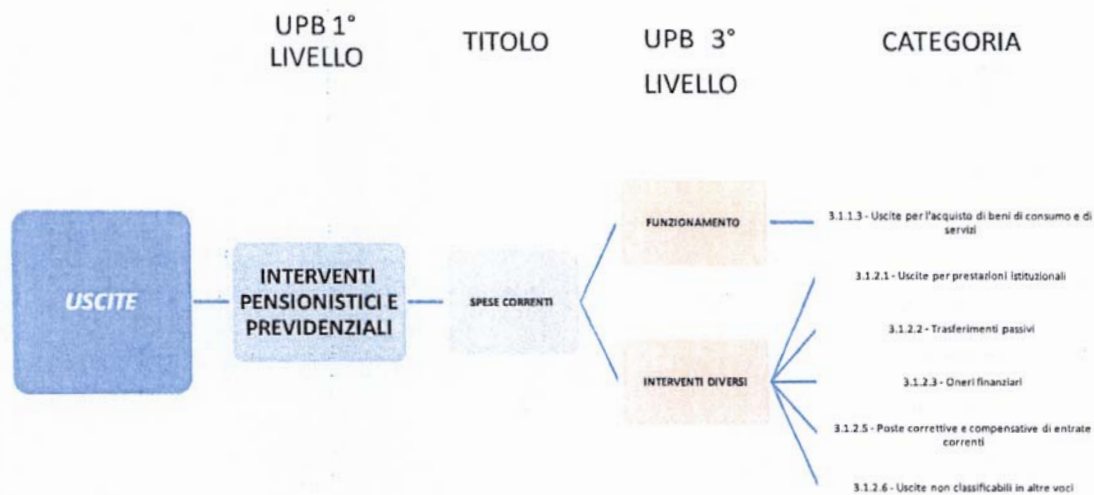 UPB 1°
LIVELLO
TITOLO
UPB 3°
LIVELLO
CATEGORIA
USCITE
INTERVENTI
PENSIONISTICI E
PREVIDENZIALI
SPESE CORRENTI
FUNZIONAMENTO
INTERVENTI DIVERSI
3.1.1.3 - Uscite per l'acquisto di beni di consumo e di
servizi
3.1.2.1 - Uscite per prestazioni istituzionali
3.1.2.2 - Trasferimenti passivi
3.1.2.3 - Oneri finanziari
3.1.2.5 - Poste correttive e compensative di entrate
correnti
3.1.2.6 - Uscite non classificabili in altre voci